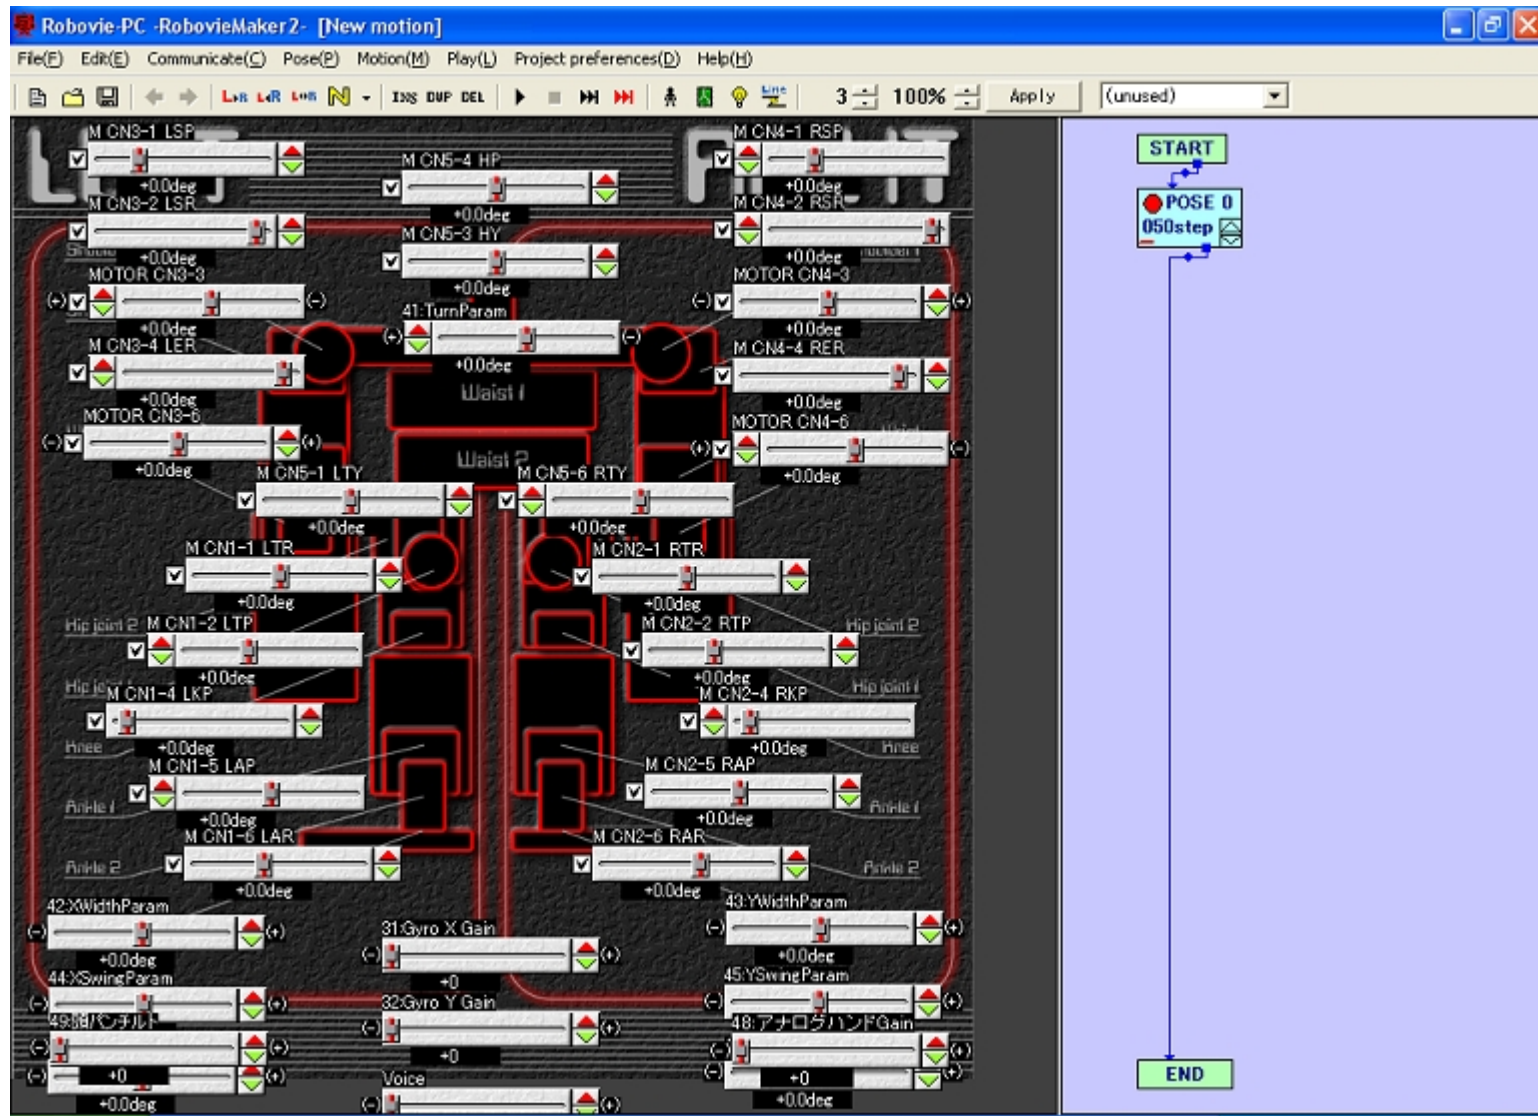 Robovie-PC -RobovieMaker2- [New motion]
File(F) Edit(E) Communicate(C) Pose(P) Motion(M) Play(L) Project preferences(D) Help(H)
INS DUP DEL Line 3 100% Apply (unused)
M CN3-1 LSP
+0.0deg
M CN5-4 HP
+0.0deg
M CN4-1 RSP
+0.0deg
M CN3-2 LSR
+0.0deg
M CN5-3 HY
+0.0deg
M CN4-2 RSR
+0.0deg
MOTOR CN3-3
(+) (-)
+0.0deg
MOTOR CN4-3
(-) (+)
+0.0deg
41:TurnParam
(+) (-)
+0.0deg
M CN3-4 LER
+0.0deg
M CN4-4 RER
+0.0deg
Waist 1
MOTOR CN3-6
(-) (+)
+0.0deg
MOTOR CN4-6
(+) (-)
+0.0deg
Waist 2
M CN5-1 LTY
+0.0deg
M CN5-6 RTY
+0.0deg
M CN1-1 LTR
+0.0deg
M CN2-1 RTR
+0.0deg
Hip joint 2
M CN1-2 LTP
+0.0deg
M CN2-2 RTP
+0.0deg
Hip joint 2
M CN1-4 LKP
+0.0deg
M CN2-4 RKP
+0.0deg
Hip joint 1
Knee
Knee
M CN1-5 LAP
+0.0deg
M CN2-5 RAP
+0.0deg
Ankle 1
Ankle 1
M CN1-6 LAR
+0.0deg
M CN2-6 RAR
+0.0deg
Ankle 2
Ankle 2
42:XWidthParam
(-) (+)
+0.0deg
31:Gyro X Gain
(-) (+)
+0
43:YWidthParam
(-) (+)
+0.0deg
44:XSwingParam
(-) (+)
32:Gyro Y Gain
(-) (+)
+0
45:YSwingParam
(-) (+)
49:頭パンチルト
(-) (+)
+0
(-) (+)
+0.0deg
48:アナログハンドGain
(-) (+)
+0
(-) (+)
+0.0deg
Voice
(-) (+)
START
POSE 0
050step
END